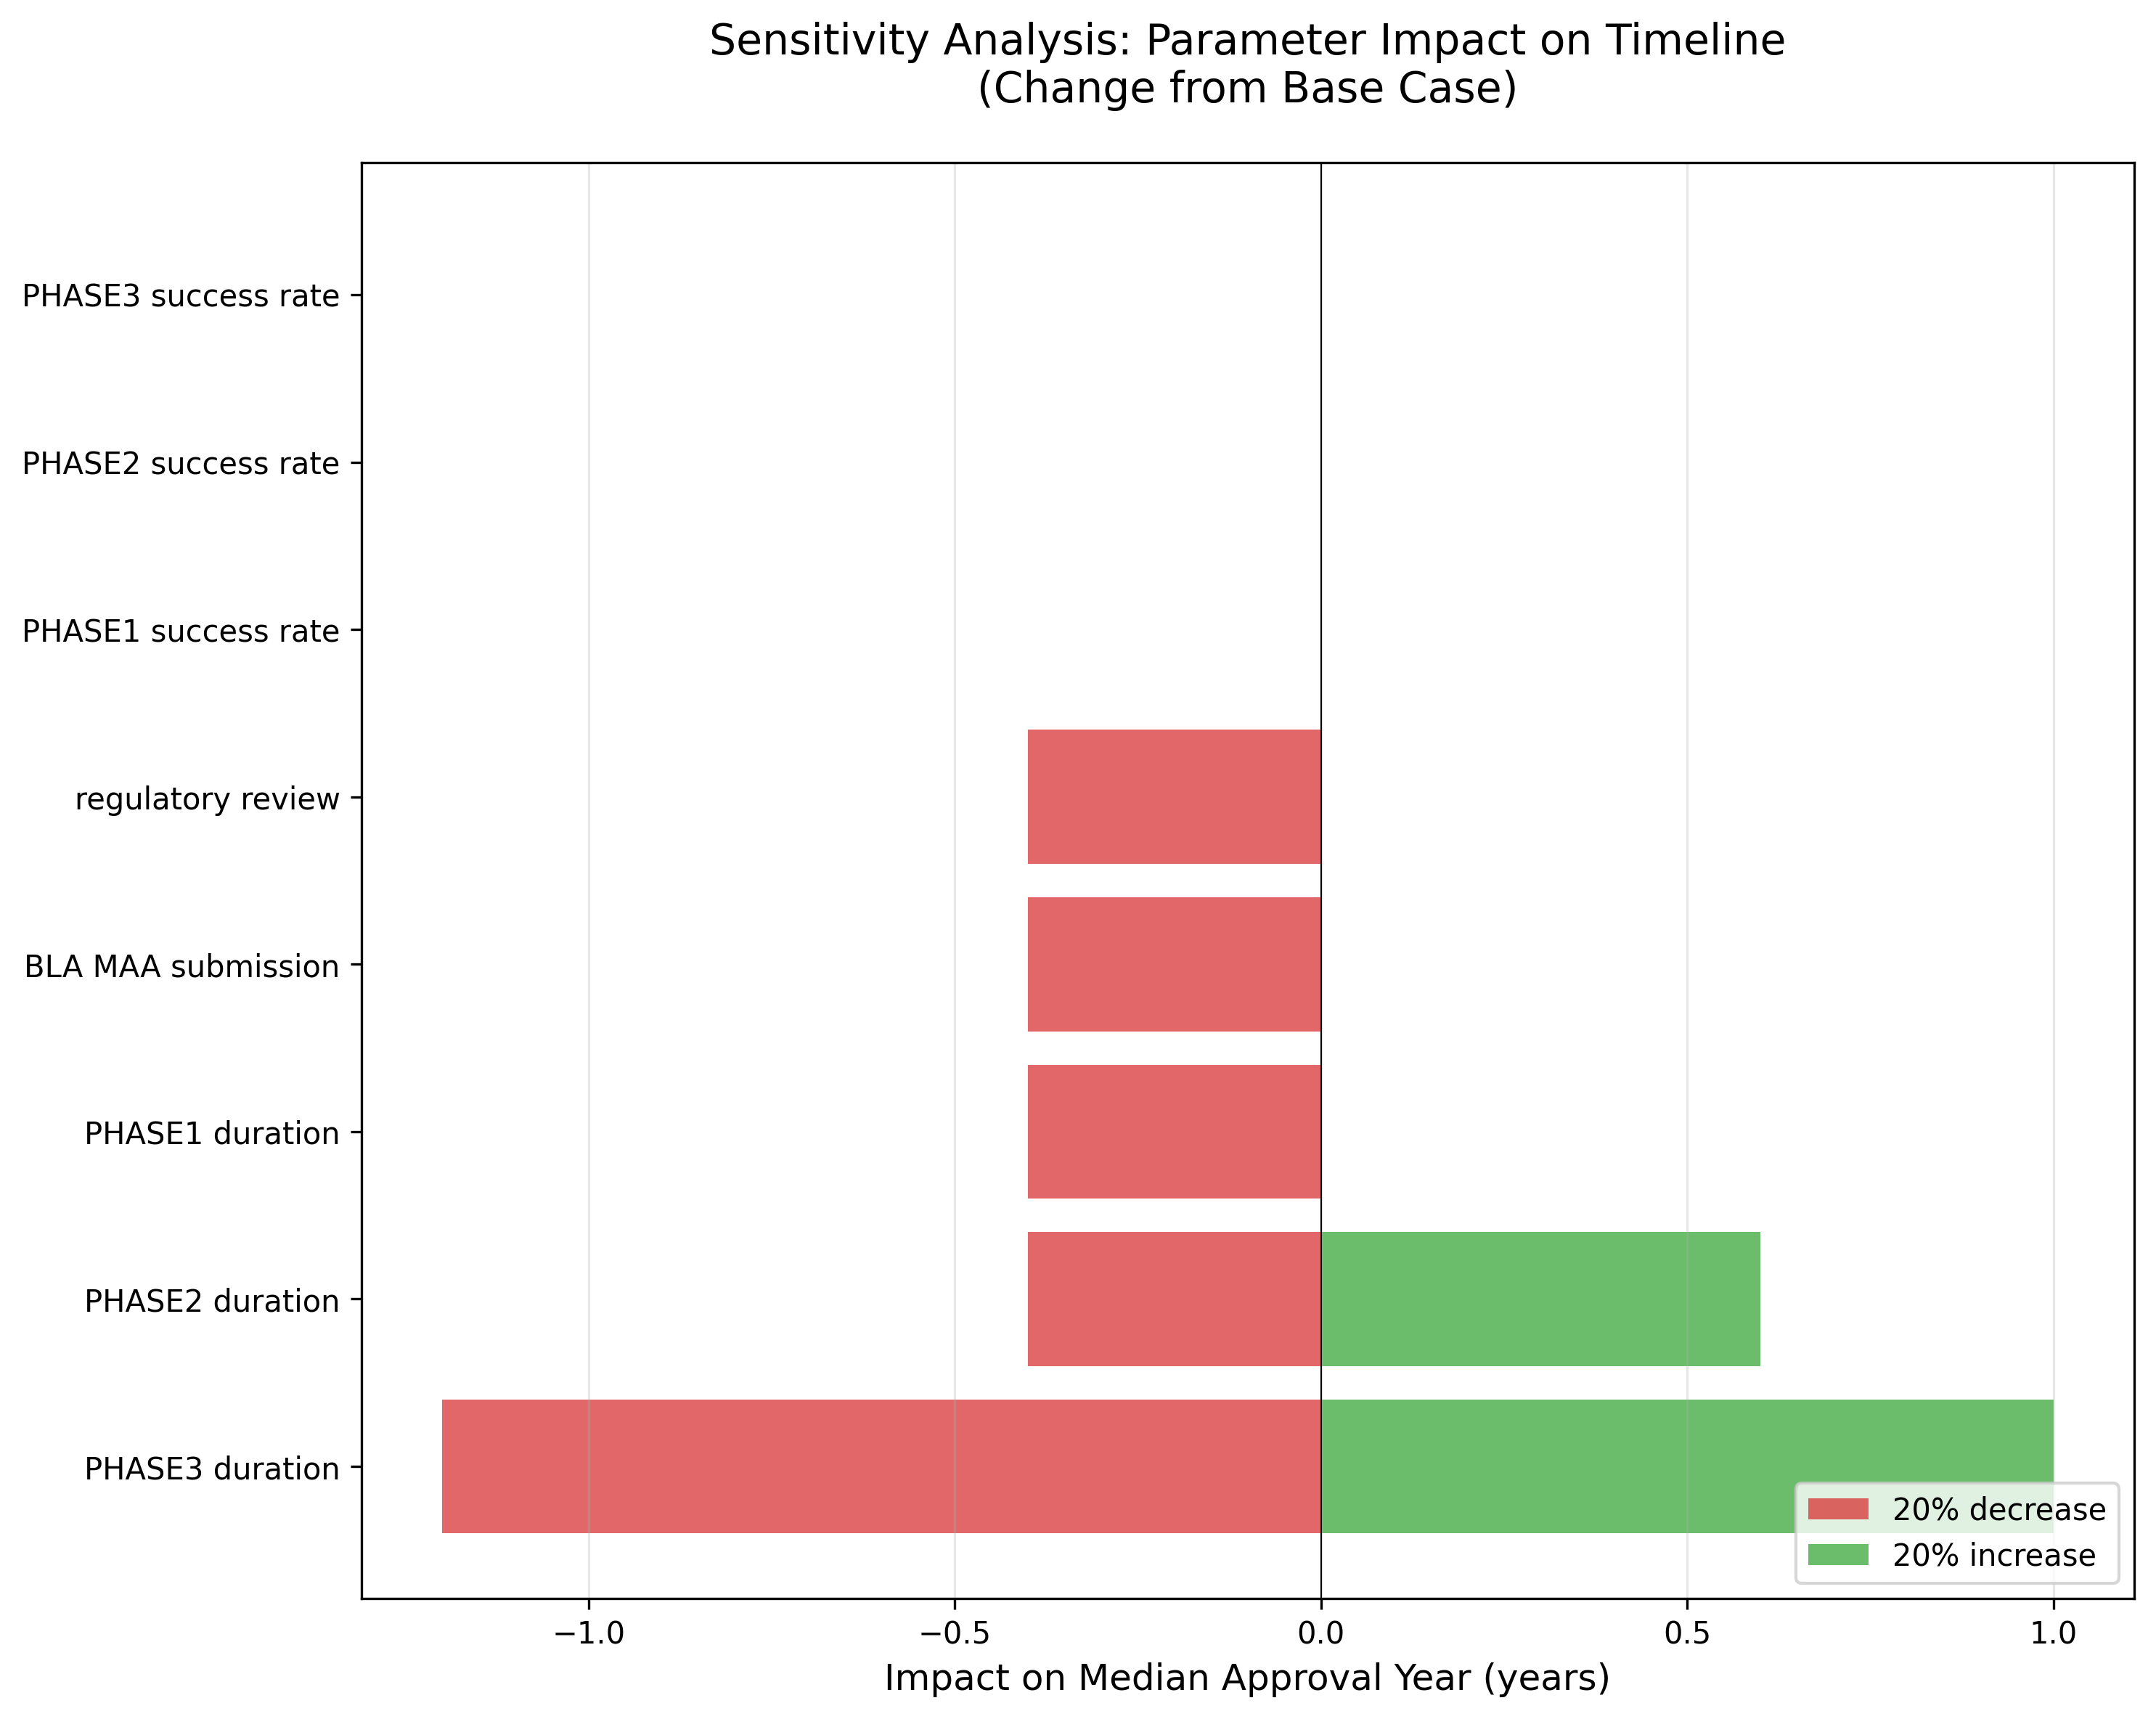 Sensitivity Analysis: Parameter Impact on Timeline
(Change from Base Case)
PHASE3 success rate
PHASE2 success rate
PHASE1 success rate
regulatory review
BLA MAA submission
PHASE1 duration
PHASE2 duration
PHASE3 duration
20% decrease
20% increase
−1.0
−0.5
0.0
0.5
1.0
Impact on Median Approval Year (years)